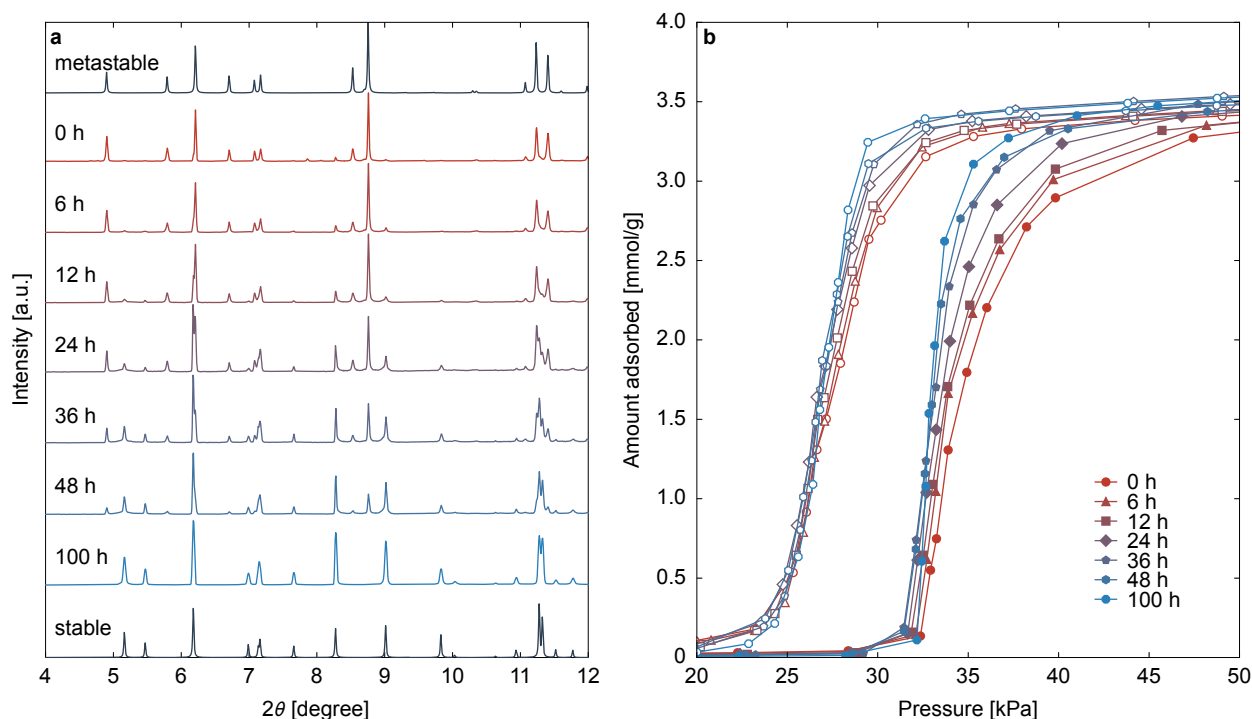 a
metastable
0 h
6 h
12 h
24 h
36 h
48 h
100 h
stable
Intensity [a.u.]
4 5 6 7 8 9 10 11 12
2θ [degree]
b
4.0
3.5
3.0
2.5
2.0
1.5
1.0
0.5
0
Amount adsorbed [mmol/g]
0 h
6 h
12 h
24 h
36 h
48 h
100 h
20 25 30 35 40 45 50
Pressure [kPa]